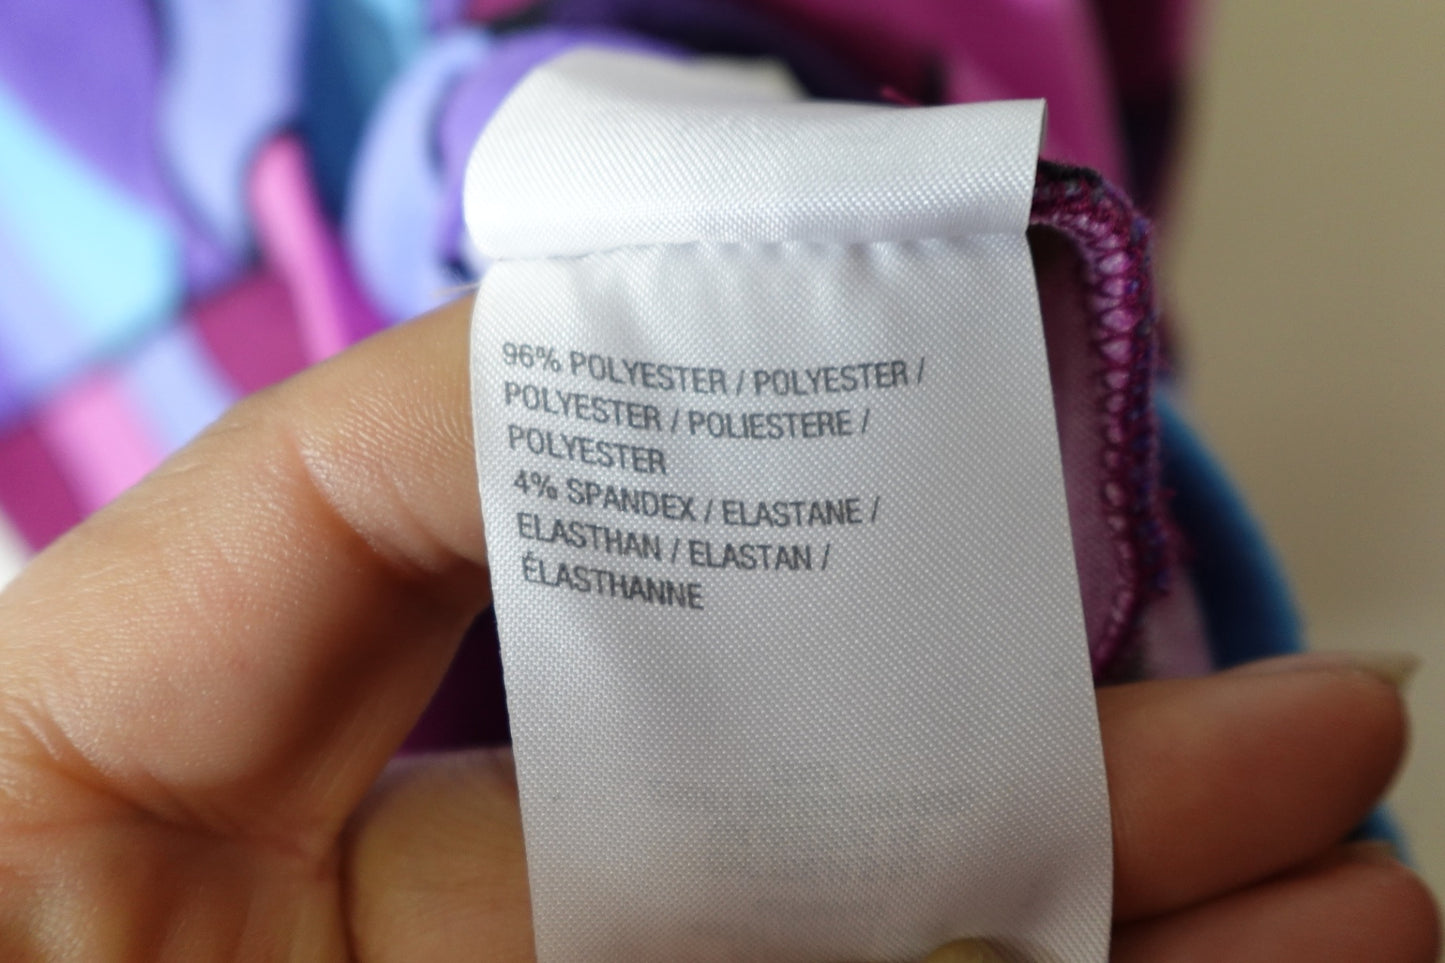 96% POLYESTER / POLYESTER /
POLYESTER / POLIESTERE /
POLYESTER
4% SPANDEX / ELASTANE /
ELASTHAN / ELASTAN /
ÉLASTHANNE